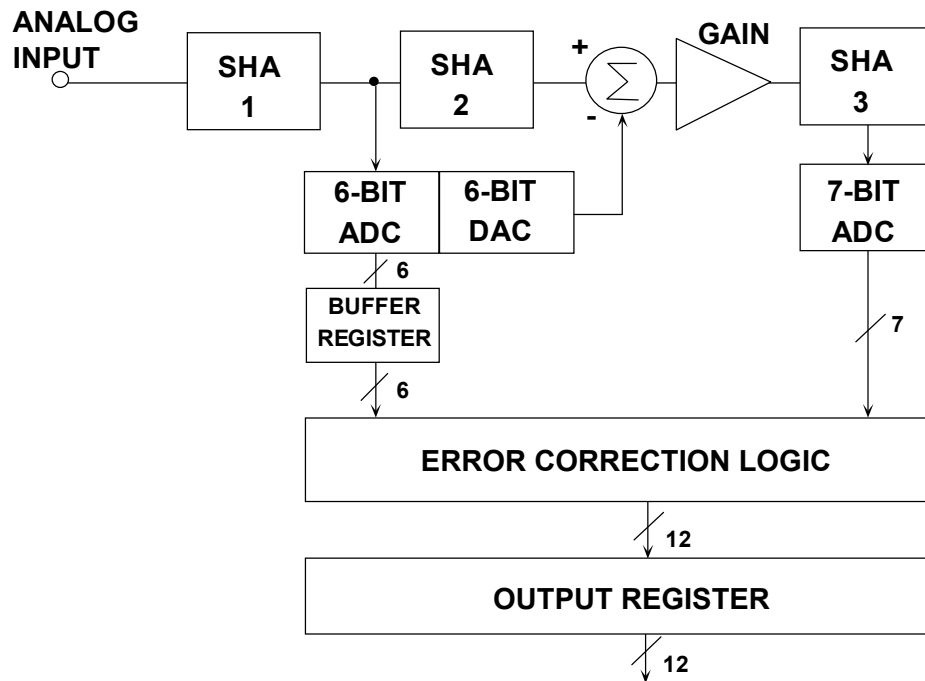 ANALOG
INPUT
SHA
1
SHA
2
+
-
Σ
GAIN
SHA
3
6-BIT
ADC
6-BIT
DAC
7-BIT
ADC
6
BUFFER
REGISTER
6
7
ERROR CORRECTION LOGIC
12
OUTPUT REGISTER
12